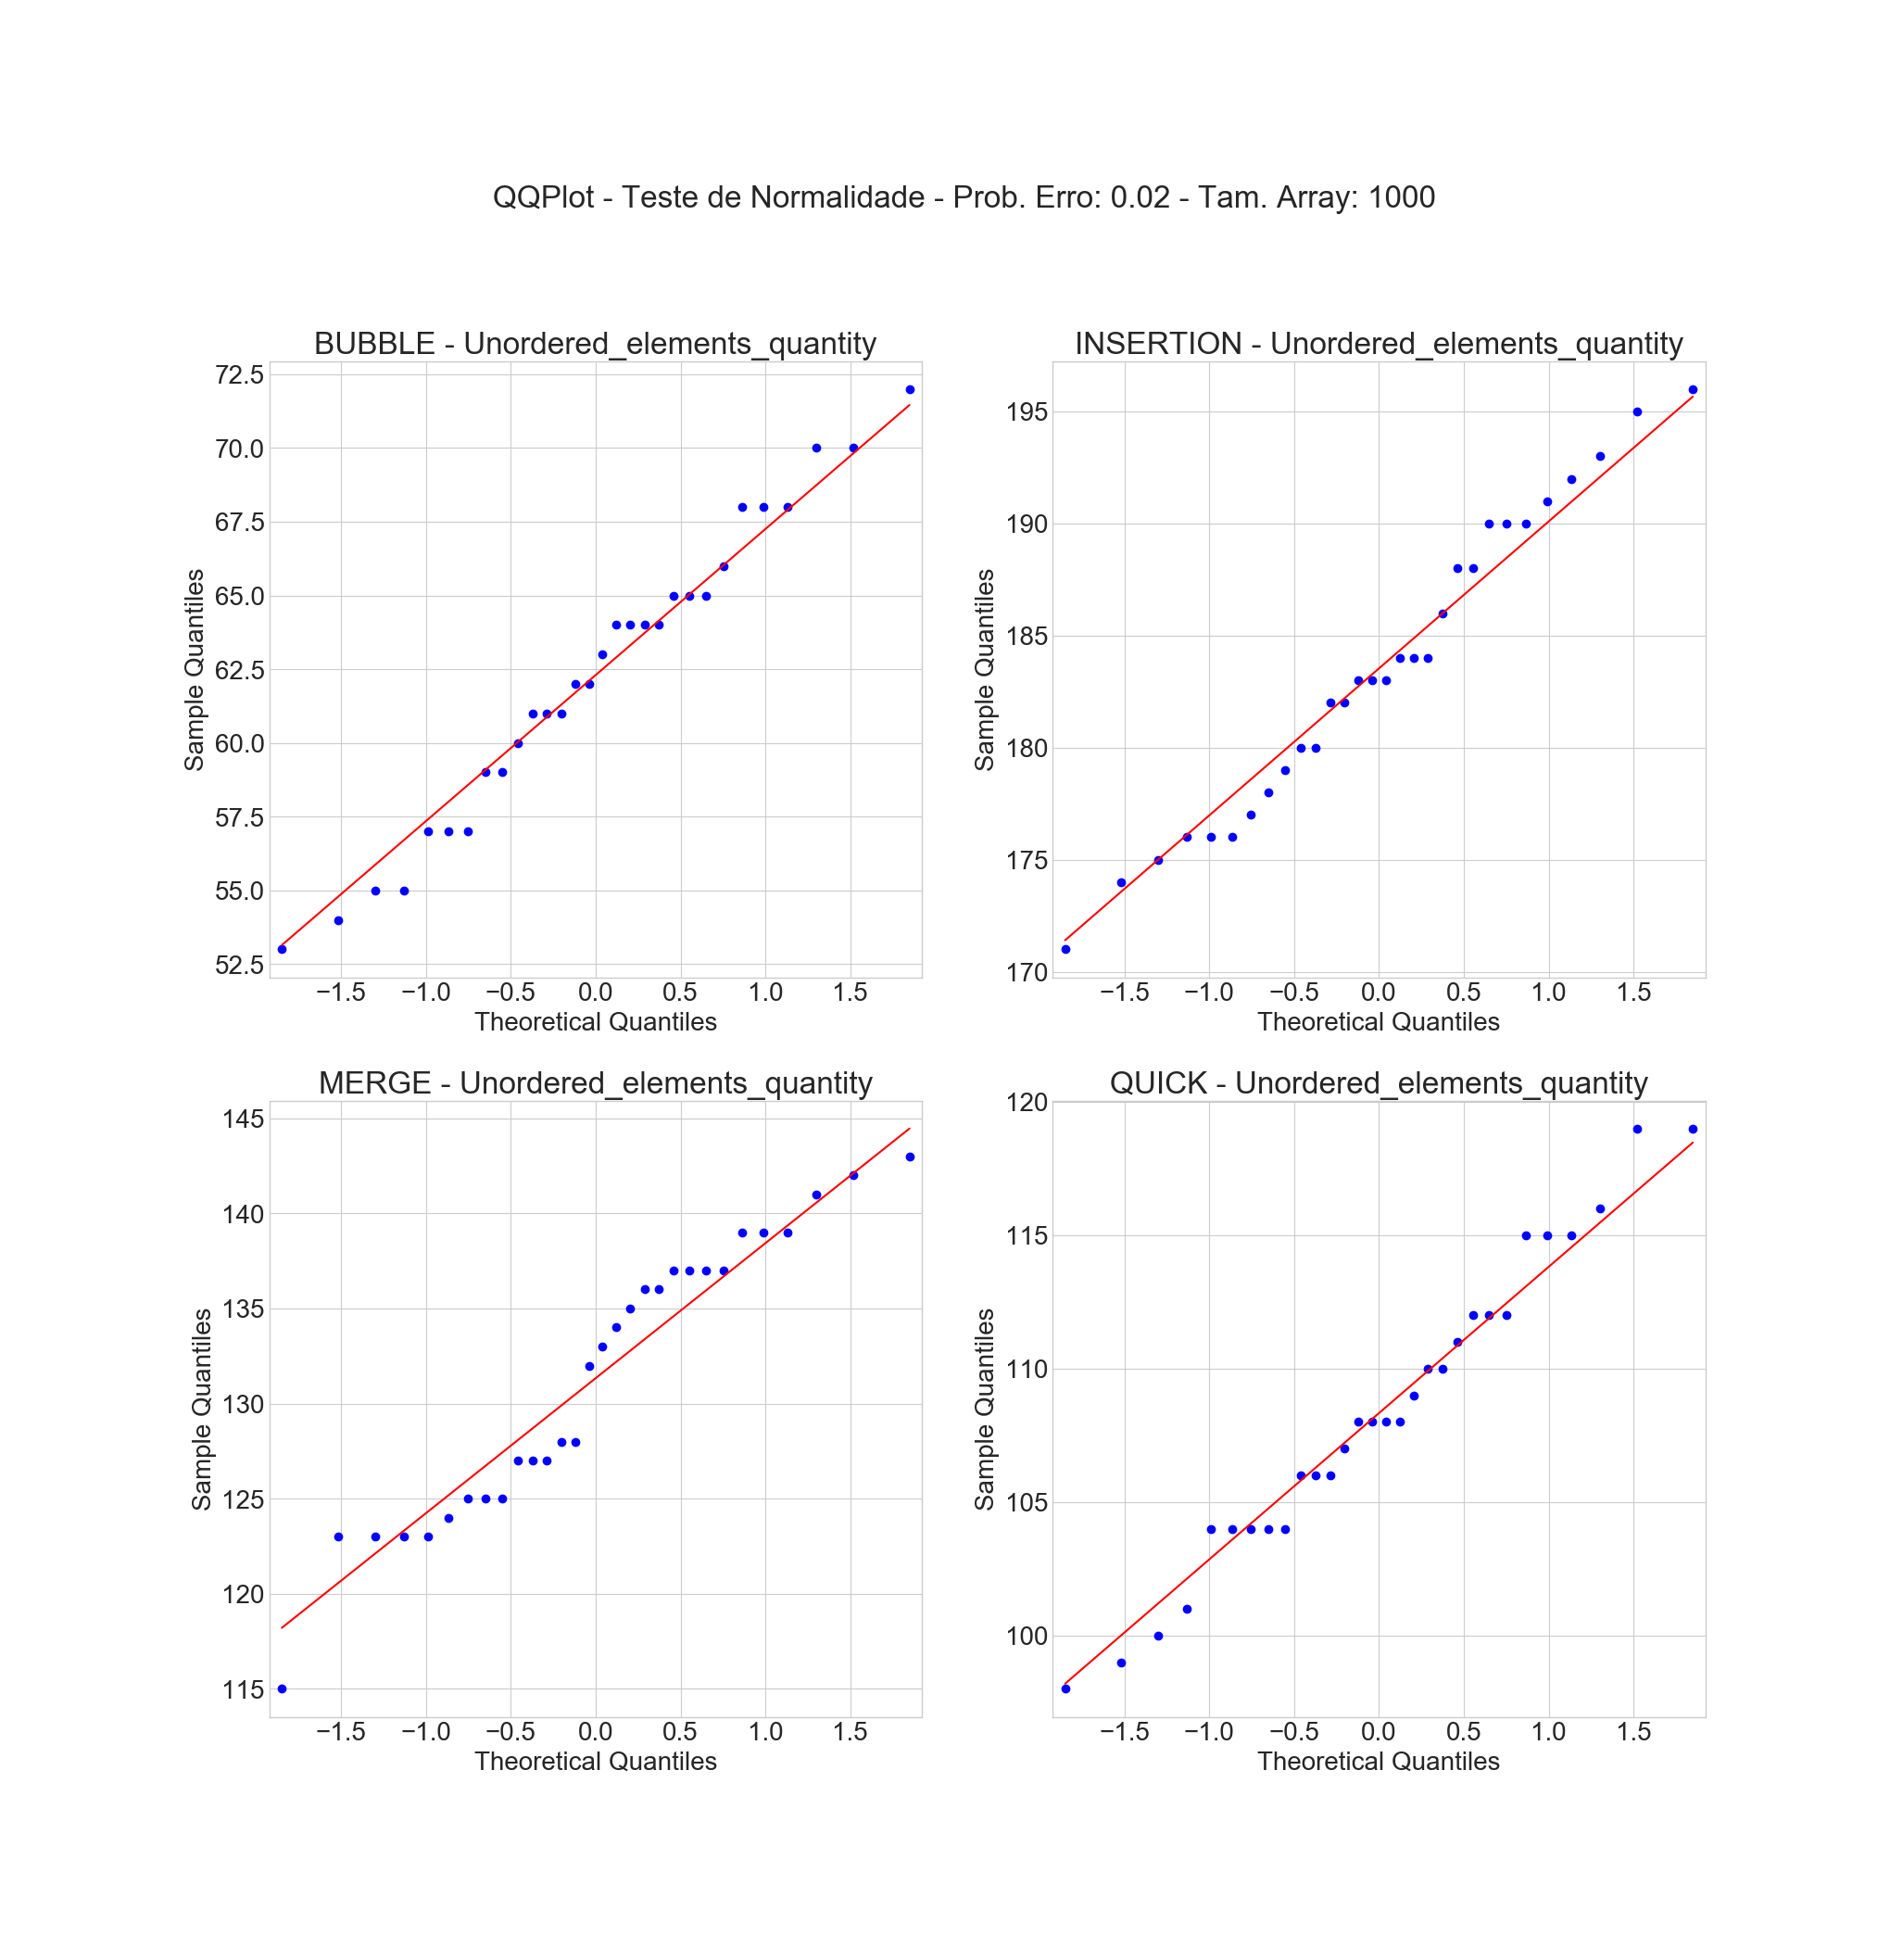 QQPlot - Teste de Normalidade - Prob. Erro: 0.02 - Tam. Array: 1000
BUBBLE - Unordered_elements_quantity
72.5
70.0
67.5
65.0
62.5
60.0
57.5
55.0
52.5
Sample Quantiles
−1.5 −1.0 −0.5 0.0 0.5 1.0 1.5
Theoretical Quantiles
INSERTION - Unordered_elements_quantity
195
190
185
180
175
170
Sample Quantiles
−1.5 −1.0 −0.5 0.0 0.5 1.0 1.5
Theoretical Quantiles
MERGE - Unordered_elements_quantity
145
140
135
130
125
120
115
Sample Quantiles
−1.5 −1.0 −0.5 0.0 0.5 1.0 1.5
Theoretical Quantiles
QUICK - Unordered_elements_quantity
120
115
110
105
100
Sample Quantiles
−1.5 −1.0 −0.5 0.0 0.5 1.0 1.5
Theoretical Quantiles